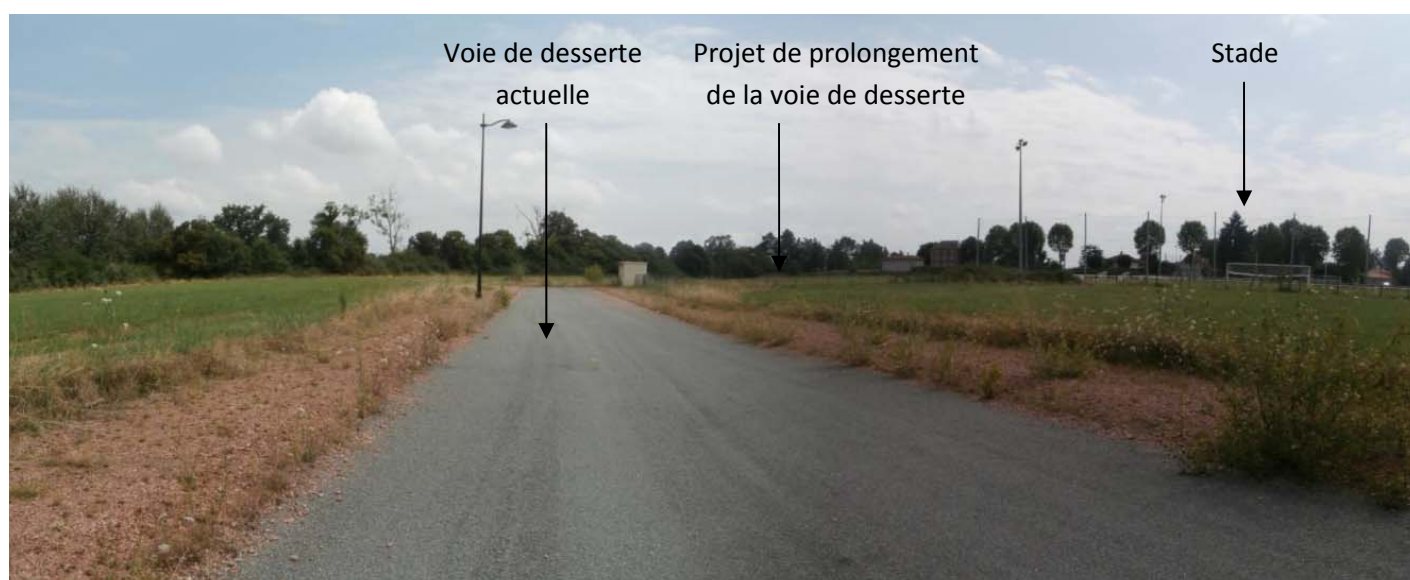 Voie de desserte
actuelle
Projet de prolongement
de la voie de desserte
Stade